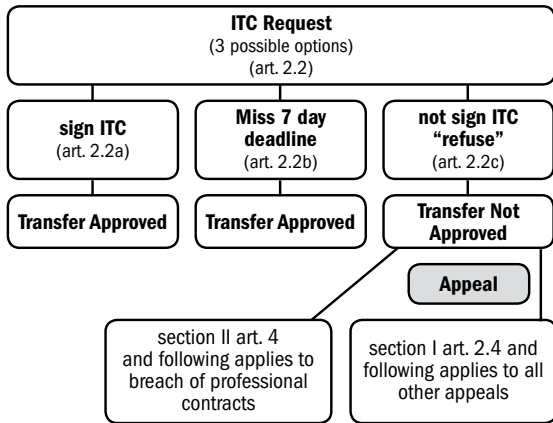 ITC Request
(3 possible options)
(art. 2.2)
sign ITC
(art. 2.2a)
Miss 7 day
deadline
(art. 2.2b)
not sign ITC
“refuse”
(art. 2.2c)
Transfer Approved
Transfer Approved
Transfer Not
Approved
Appeal
section II art. 4
and following applies to
breach of professional
contracts
section I art. 2.4 and
following applies to all
other appeals